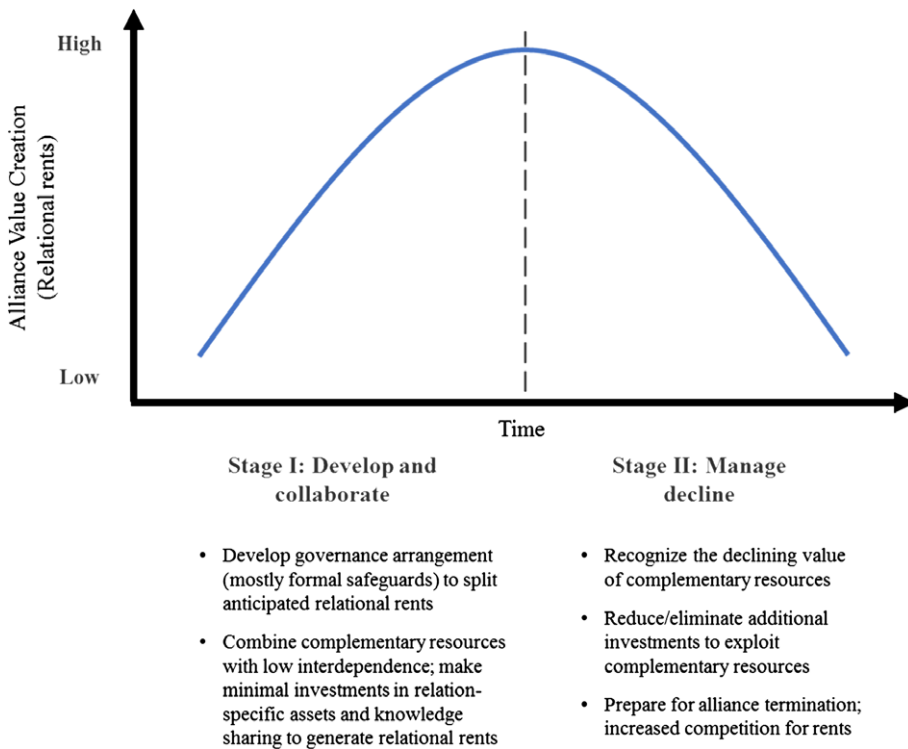 High
Alliance Value Creation
(Relational rents)
Low
Time
Stage I: Develop and
collaborate
• Develop governance arrangement
(mostly formal safeguards) to split
anticipated relational rents
• Combine complementary resources
with low interdependence; make
minimal investments in relation-
specific assets and knowledge
sharing to generate relational rents
Stage II: Manage
decline
• Recognize the declining value
of complementary resources
• Reduce/eliminate additional
investments to exploit
complementary resources
• Prepare for alliance termination;
increased competition for rents